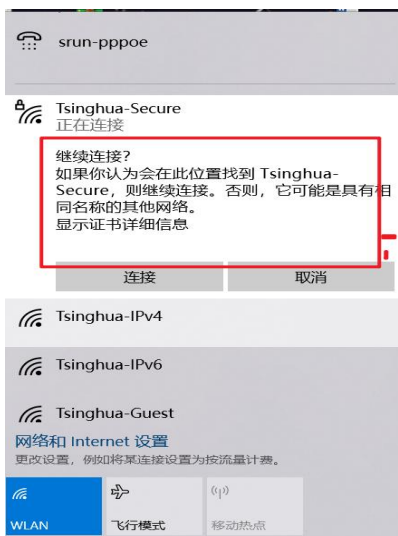 srun-pppoe
Tsinghua-Secure
正在连接
继续连接?
如果你认为会在此位置找到 Tsinghua-
Secure，则继续连接。否则，它可能是具有相
同名称的其他网络。
显示证书详细信息
连接
取消
Tsinghua-IPv4
Tsinghua-IPv6
Tsinghua-Guest
网络和 Internet 设置
更改设置，例如将某连接设置为按流量计费。
WLAN
飞行模式
移动热点